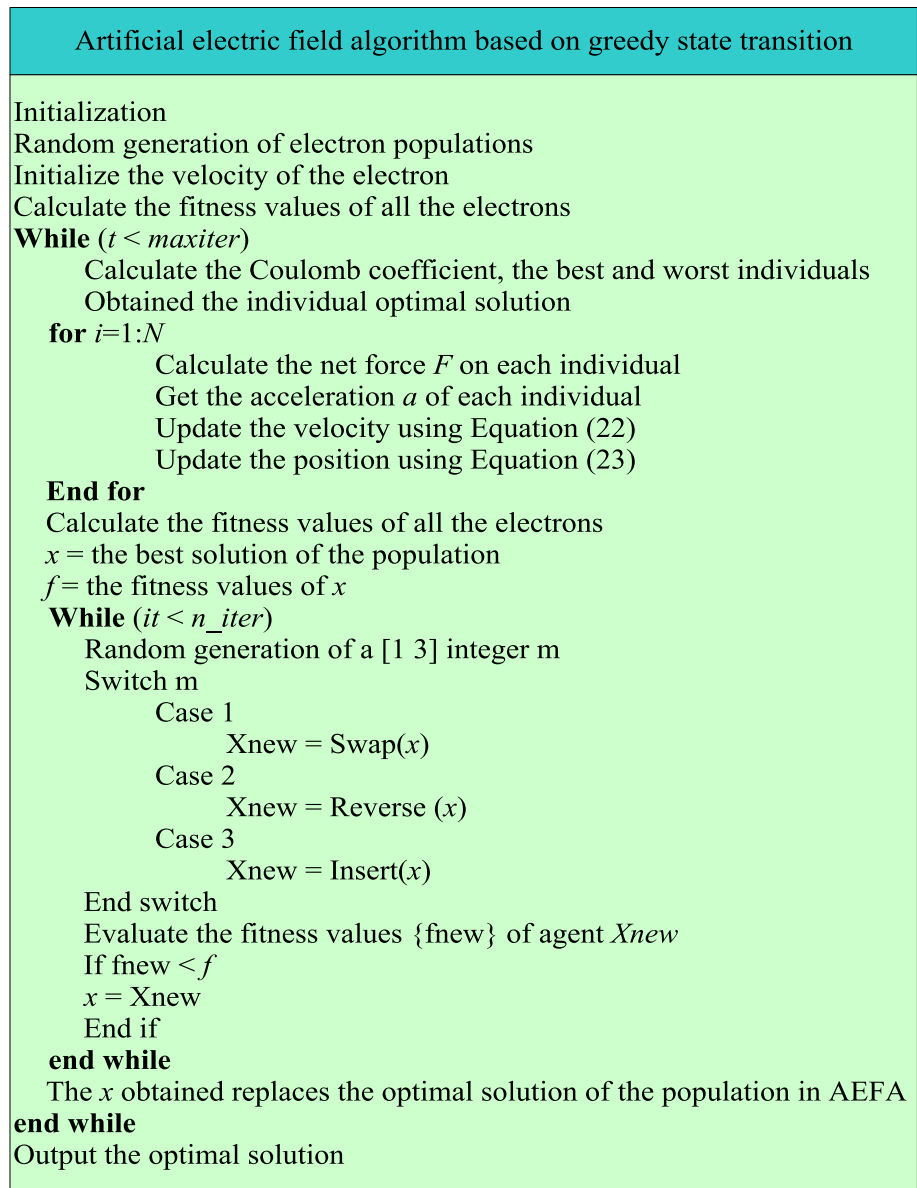 Artificial electric field algorithm based on greedy state transition
Initialization
Random generation of electron populations
Initialize the velocity of the electron
Calculate the fitness values of all the electrons
While (t < maxiter)
Calculate the Coulomb coefficient, the best and worst individuals
Obtained the individual optimal solution
for i=1:N
Calculate the net force F on each individual
Get the acceleration a of each individual
Update the velocity using Equation (22)
Update the position using Equation (23)
End for
Calculate the fitness values of all the electrons
x = the best solution of the population
f = the fitness values of x
While (it < n_iter)
Random generation of a [1 3] integer m
Switch m
Case 1
Xnew = Swap(x)
Case 2
Xnew = Reverse (x)
Case 3
Xnew = Insert(x)
End switch
Evaluate the fitness values {fnew} of agent Xnew
If fnew < f
x = Xnew
End if
end while
The x obtained replaces the optimal solution of the population in AEFA
end while
Output the optimal solution